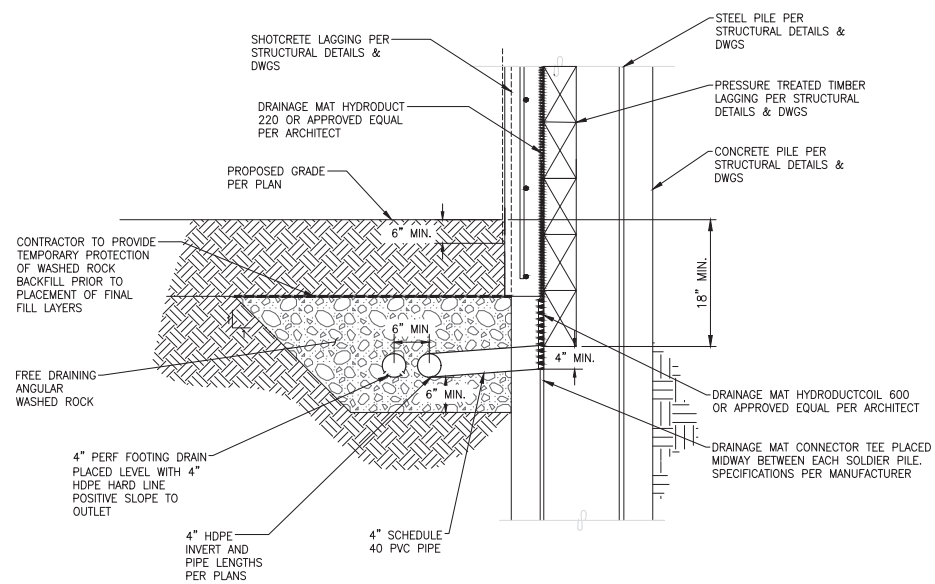 STEEL PILE PER
STRUCTURAL DETAILS &
DWGS
SHOTCRETE LAGGING PER
STRUCTURAL DETAILS &
DWGS
PRESSURE TREATED TIMBER
LAGGING PER STRUCTURAL
DETAILS & DWGS
DRAINAGE MAT HYDRODUCT
220 OR APPROVED EQUAL
PER ARCHITECT
CONCRETE PILE PER
STRUCTURAL DETAILS &
DWGS
PROPOSED GRADE
PER PLAN
6" MIN.
CONTRACTOR TO PROVIDE
TEMPORARY PROTECTION
OF WASHED ROCK
BACKFILL PRIOR TO
PLACEMENT OF FINAL
FILL LAYERS
18" MIN.
6" MIN
4" MIN.
FREE DRAINING
ANGULAR
WASHED ROCK
6" MIN.
DRAINAGE MAT HYDRODUCTCOIL 600
OR APPROVED EQUAL PER ARCHITECT
DRAINAGE MAT CONNECTOR TEE PLACED
MIDWAY BETWEEN EACH SOLDIER PILE.
SPECIFICATIONS PER MANUFACTURER
4" PERF FOOTING DRAIN
PLACED LEVEL WITH 4"
HDPE HARD LINE
POSITIVE SLOPE TO
OUTLET
4" HDPE
INVERT AND
PIPE LENGTHS
PER PLANS
4" SCHEDULE
40 PVC PIPE